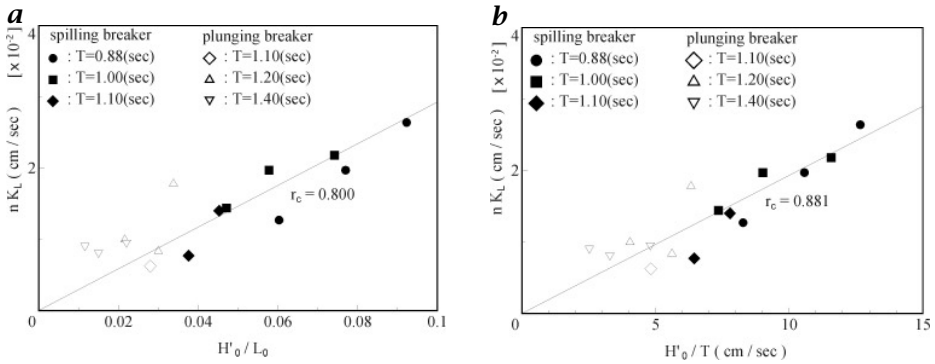 a
spilling breaker
plunging breaker
: T=0.88(sec)
: T=1.10(sec)
: T=1.00(sec)
: T=1.20(sec)
: T=1.10(sec)
: T=1.40(sec)
n K_L ( cm / sec ) [ x 10^-2 ]
4
2
r_c = 0.800
0
0.02
0.04
0.06
0.08
0.1
H'_0 / L_0
b
spilling breaker
plunging breaker
: T=0.88(sec)
: T=1.10(sec)
: T=1.00(sec)
: T=1.20(sec)
: T=1.10(sec)
: T=1.40(sec)
n K_L ( cm / sec ) [ x 10^-2 ]
4
2
r_c = 0.881
0
5
10
15
H'_0 / T ( cm / sec )